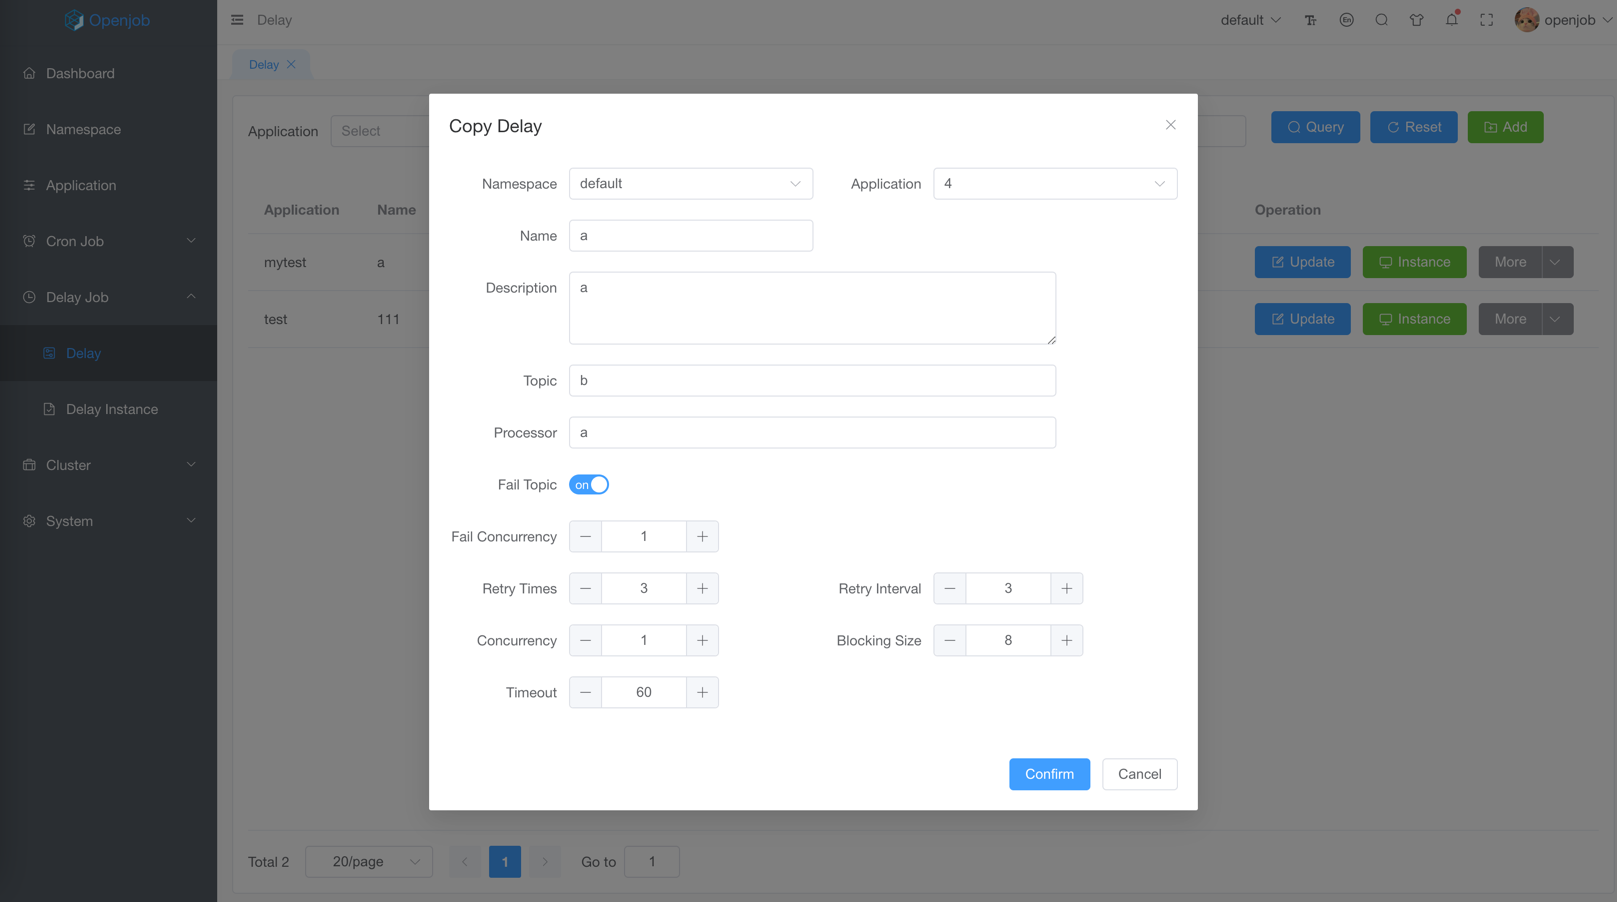 Openjob
Delay
default
En
openjob
Dashboard
Namespace
Application
Cron Job
Delay Job
Delay
Delay Instance
Cluster
System
Delay
Application
Select
Query
Reset
Add
Application
Name
Operation
mytest
a
Update
Instance
More
test
111
Update
Instance
More
Copy Delay
Namespace
default
Application
4
Name
a
Description
a
Topic
b
Processor
a
Fail Topic
on
Fail Concurrency
1
Retry Times
3
Retry Interval
3
Concurrency
1
Blocking Size
8
Timeout
60
Confirm
Cancel
Total 2
20/page
1
Go to
1